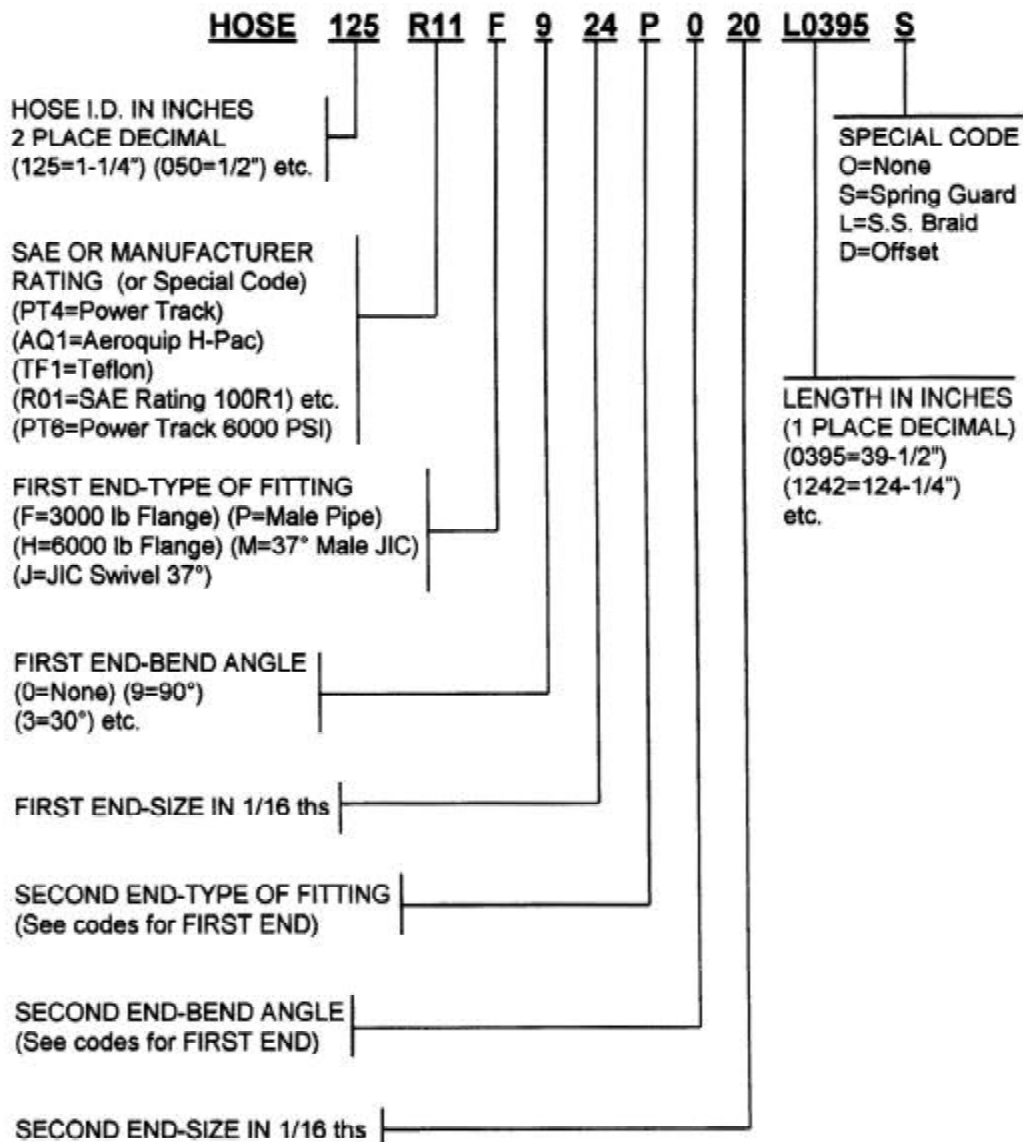 HOSE 125 R11 F 9 24 P 0 20 L0395 S
HOSE I.D. IN INCHES
2 PLACE DECIMAL
(125=1-1/4") (050=1/2") etc.
SPECIAL CODE
O=None
S=Spring Guard
L=S.S. Braid
D=Offset
SAE OR MANUFACTURER
RATING (or Special Code)
(PT4=Power Track)
(AQ1=Aeroquip H-Pac)
(TF1=Teflon)
(R01=SAE Rating 100R1) etc.
(PT6=Power Track 6000 PSI)
LENGTH IN INCHES
(1 PLACE DECIMAL)
(0395=39-1/2")
(1242=124-1/4")
etc.
FIRST END-TYPE OF FITTING
(F=3000 lb Flange) (P=Male Pipe)
(H=6000 lb Flange) (M=37° Male JIC)
(J=JIC Swivel 37°)
FIRST END-BEND ANGLE
(0=None) (9=90°)
(3=30°) etc.
FIRST END-SIZE IN 1/16 ths
SECOND END-TYPE OF FITTING
(See codes for FIRST END)
SECOND END-BEND ANGLE
(See codes for FIRST END)
SECOND END-SIZE IN 1/16 ths